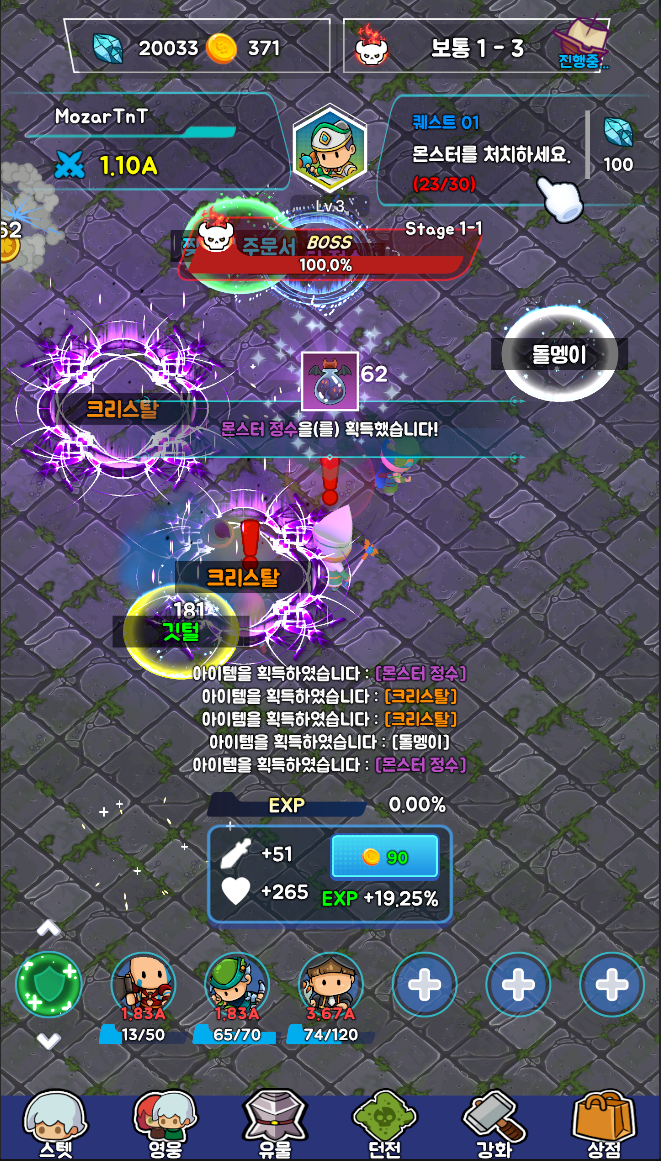 20033 371
보통 1 - 3
진행중..
MozarTnT
1.10A
퀘스트 01
몬스터를 처치하세요.
(23/30)
100
Lv.3
62
Stage 1-1
주문서
BOSS
100.0%
돌멩이
62
크리스탈
몬스터 정수을(를) 획득했습니다!
크리스탈
181
깃털
아이템을 획득하였습니다 : [몬스터 정수]
아이템을 획득하였습니다 : [크리스탈]
아이템을 획득하였습니다 : [크리스탈]
아이템을 획득하였습니다 : [돌멩이]
아이템을 획득하였습니다 : [몬스터 정수]
EXP 0.00%
+51
90
+265
EXP +19.25%
1.83A 1.83A 3.67A
13/50 65/70 74/120
스텟 영웅 유물 던전 강화 상점